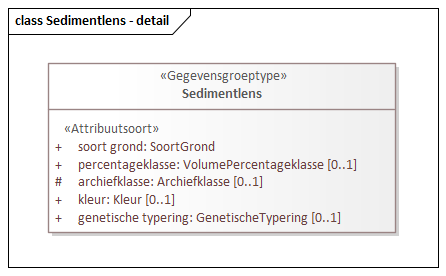 class Sedimentlens - detail
«Gegevensgroeptype»
Sedimentlens
«Attribuutsoort»
+ soort grond: SoortGrond
+ percentageklasse: VolumePercentageklasse [0..1]
# archiefklasse: Archiefklasse [0..1]
+ kleur: Kleur [0..1]
+ genetische typering: GenetischeTypering [0..1]